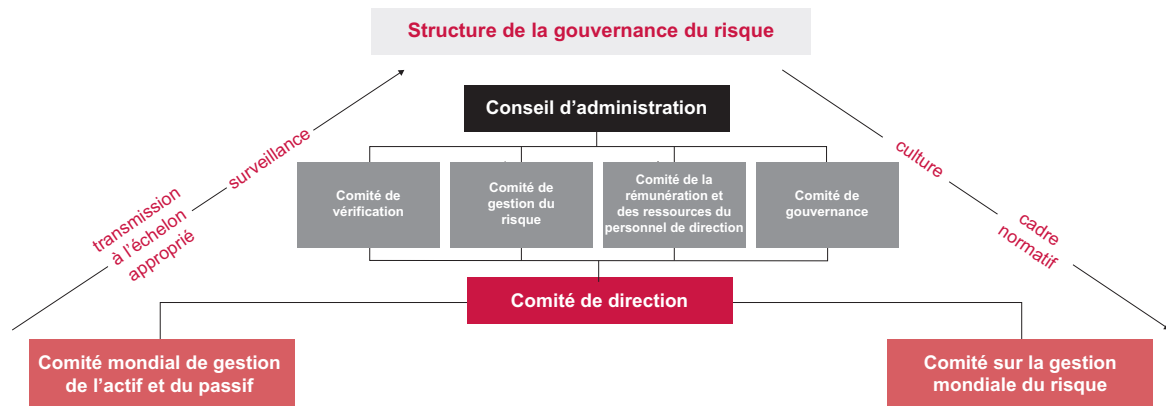 Structure de la gouvernance du risque
Conseil d’administration
surveillance
transmission
à l’échelon
approprié
culture
cadre
normatif
Comité de
vérification
Comité de
gestion du
risque
Comité de la
rémunération et
des ressources du
personnel de direction
Comité de
gouvernance
Comité de direction
Comité mondial de gestion
de l’actif et du passif
Comité sur la gestion
mondiale du risque